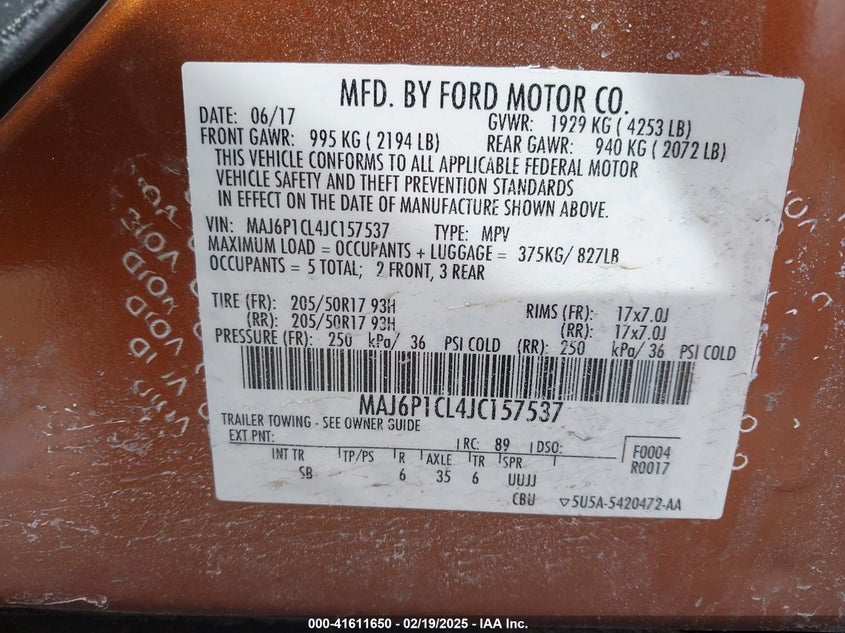 MFD. BY FORD MOTOR CO.
DATE: 06/17 GVWR: 1929 KG ( 4253 LB)
FRONT GAWR: 995 KG ( 2194 LB) REAR GAWR: 940 KG ( 2072 LB)
THIS VEHICLE CONFORMS TO ALL APPLICABLE FEDERAL MOTOR
VEHICLE SAFETY AND THEFT PREVENTION STANDARDS
IN EFFECT ON THE DATE OF MANUFACTURE SHOWN ABOVE.
VIN: MAJ6P1CL4JC157537 TYPE: MPV
MAXIMUM LOAD = OCCUPANTS + LUGGAGE = 375KG/ 827LB
OCCUPANTS = 5 TOTAL; 2 FRONT, 3 REAR
TIRE (FR): 205/50R17 93H RIMS (FR): 17x7.0J
(RR): 205/50R17 93H (RR): 17x7.0J
PRESSURE (FR): 250 kPa/ 36 PSI COLD (RR): 250 kPa/ 36 PSI COLD
MAJ6P1CL4JC157537
TRAILER TOWING - SEE OWNER GUIDE
EXT PNT: RC: 89 DSO: F0004
INT TR TP/PS R AXLE TR SPR R0017
SB 6 35 6 UUJJ
CBU ▽5U5A-5420472-AA
VOID VOID VOID
000-41611650 - 02/19/2025 - IAA Inc.